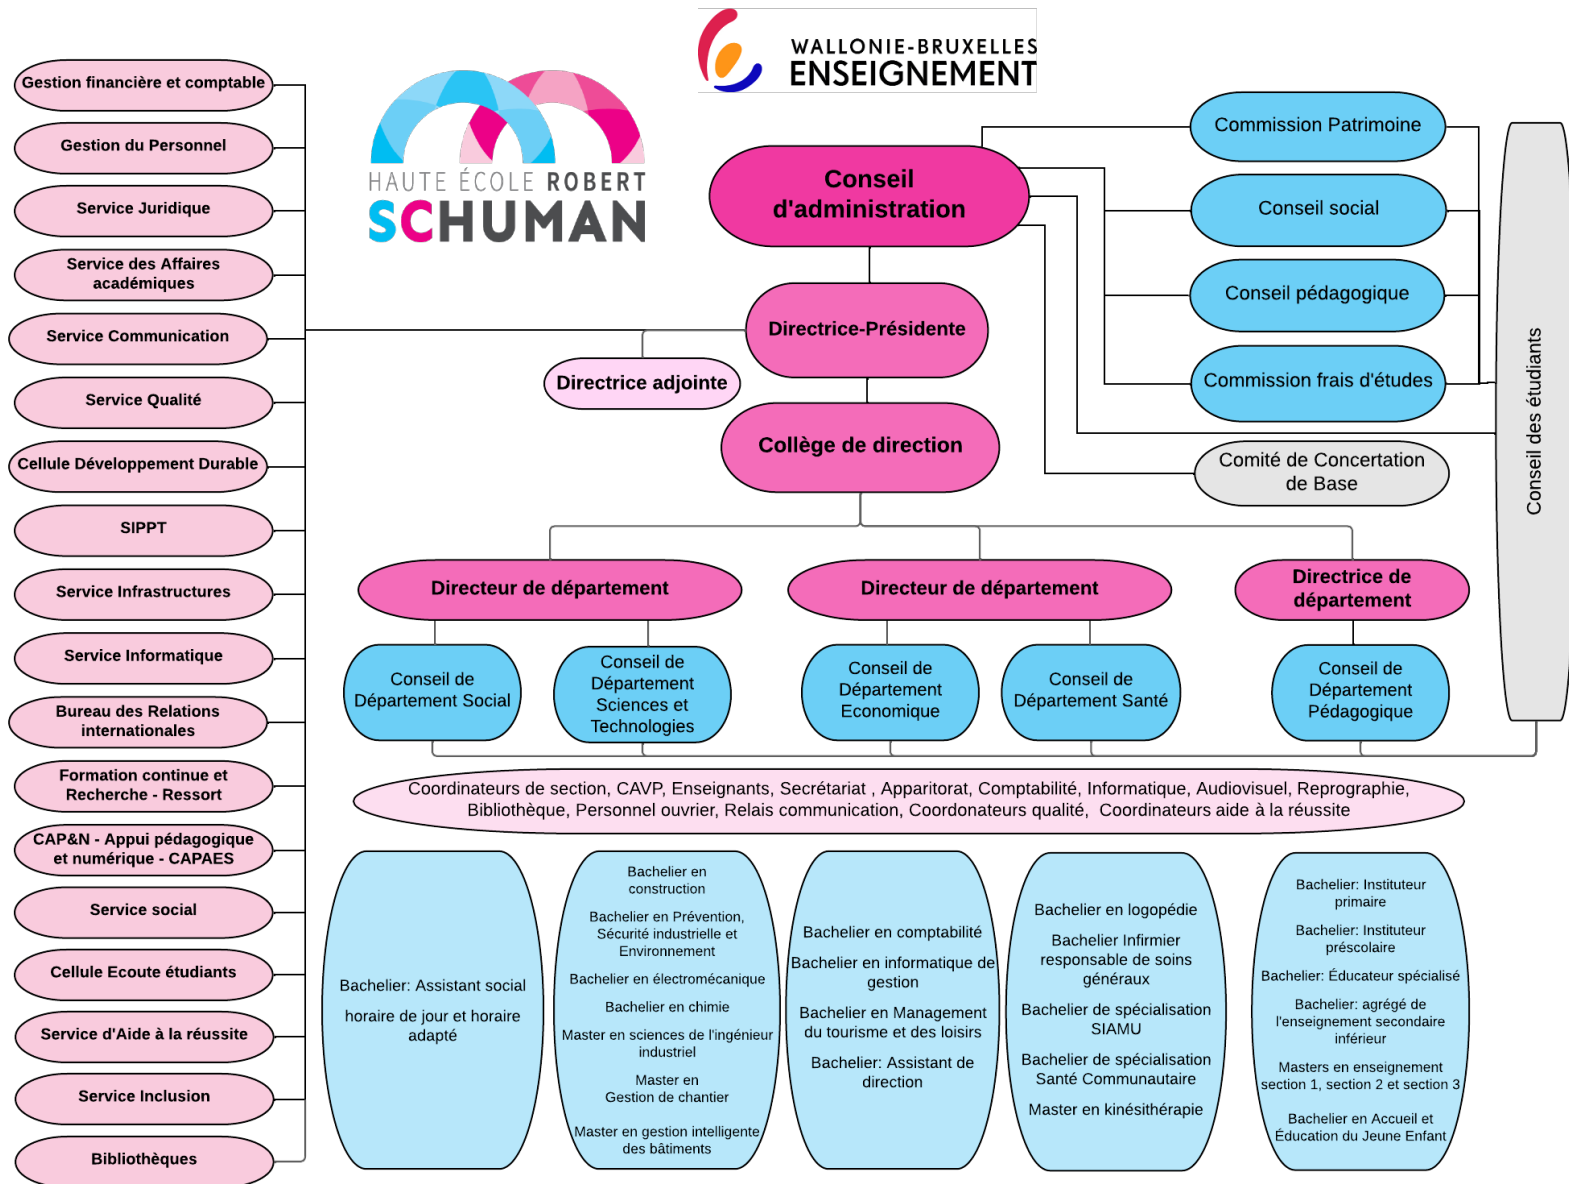 WALLONIE-BRUXELLES
ENSEIGNEMENT
HAUTE ÉCOLE ROBERT
SCHUMAN
Gestion financière et comptable
Gestion du Personnel
Service Juridique
Service des Affaires
académiques
Service Communication
Service Qualité
Cellule Développement Durable
SIPPT
Service Infrastructures
Service Informatique
Bureau des Relations
internationales
Formation continue et
Recherche - Ressort
CAP&N - Appui pédagogique
et numérique - CAPAES
Service social
Cellule Ecoute étudiants
Service d'Aide à la réussite
Service Inclusion
Bibliothèques
Conseil
d'administration
Directrice-Présidente
Directrice adjointe
Collège de direction
Commission Patrimoine
Conseil social
Conseil pédagogique
Commission frais d'études
Comité de Concertation
de Base
Conseil des étudiants
Directeur de département
Directeur de département
Directrice de
département
Conseil de
Département Social
Conseil de
Département
Sciences et
Technologies
Conseil de
Département
Economique
Conseil de
Département Santé
Conseil de
Département
Pédagogique
Coordinateurs de section, CAVP, Enseignants, Secrétariat , Apparitorat, Comptabilité, Informatique, Audiovisuel, Reprographie,
Bibliothèque, Personnel ouvrier, Relais communication, Coordonateurs qualité,  Coordinateurs aide à la réussite
Bachelier: Assistant social
horaire de jour et horaire
adapté
Bachelier en
construction
Bachelier en Prévention,
Sécurité industrielle et
Environnement
Bachelier en électromécanique
Bachelier en chimie
Master en sciences de l'ingénieur
industriel
Master en
Gestion de chantier
Master en gestion intelligente
des bâtiments
Bachelier en comptabilité
Bachelier en informatique de
gestion
Bachelier en Management
du tourisme et des loisirs
Bachelier: Assistant de
direction
Bachelier en logopédie
Bachelier Infirmier
responsable de soins
généraux
Bachelier de spécialisation
SIAMU
Bachelier de spécialisation
Santé Communautaire
Master en kinésithérapie
Bachelier: Instituteur
primaire
Bachelier: Instituteur
préscolaire
Bachelier: Éducateur spécialisé
Bachelier: agrégé de
l'enseignement secondaire
inférieur
Masters en enseignement
section 1, section 2 et section 3
Bachelier en Accueil et
Éducation du Jeune Enfant